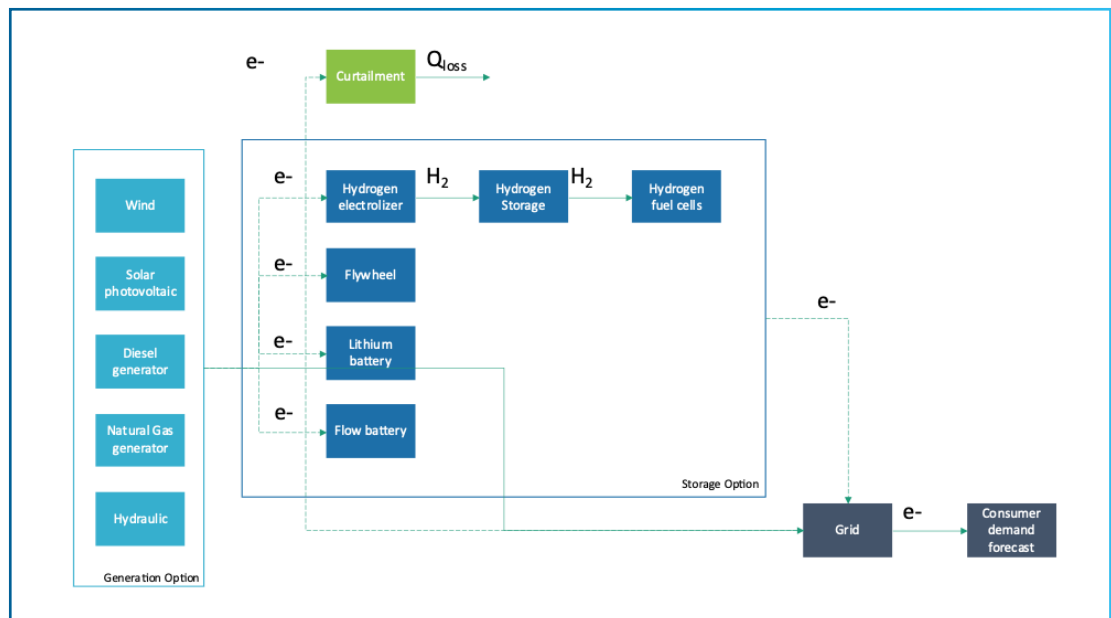 e-
Curtailment
Qloss
Wind
Solar
photovoltaic
Diesel
generator
Natural Gas
generator
Hydraulic
Generation Option
e-
Hydrogen
electrolizer
H2
Hydrogen
Storage
H2
Hydrogen
fuel cells
e-
Flywheel
e-
Lithium
battery
e-
Flow battery
Storage Option
e-
Grid
e-
Consumer
demand
forecast